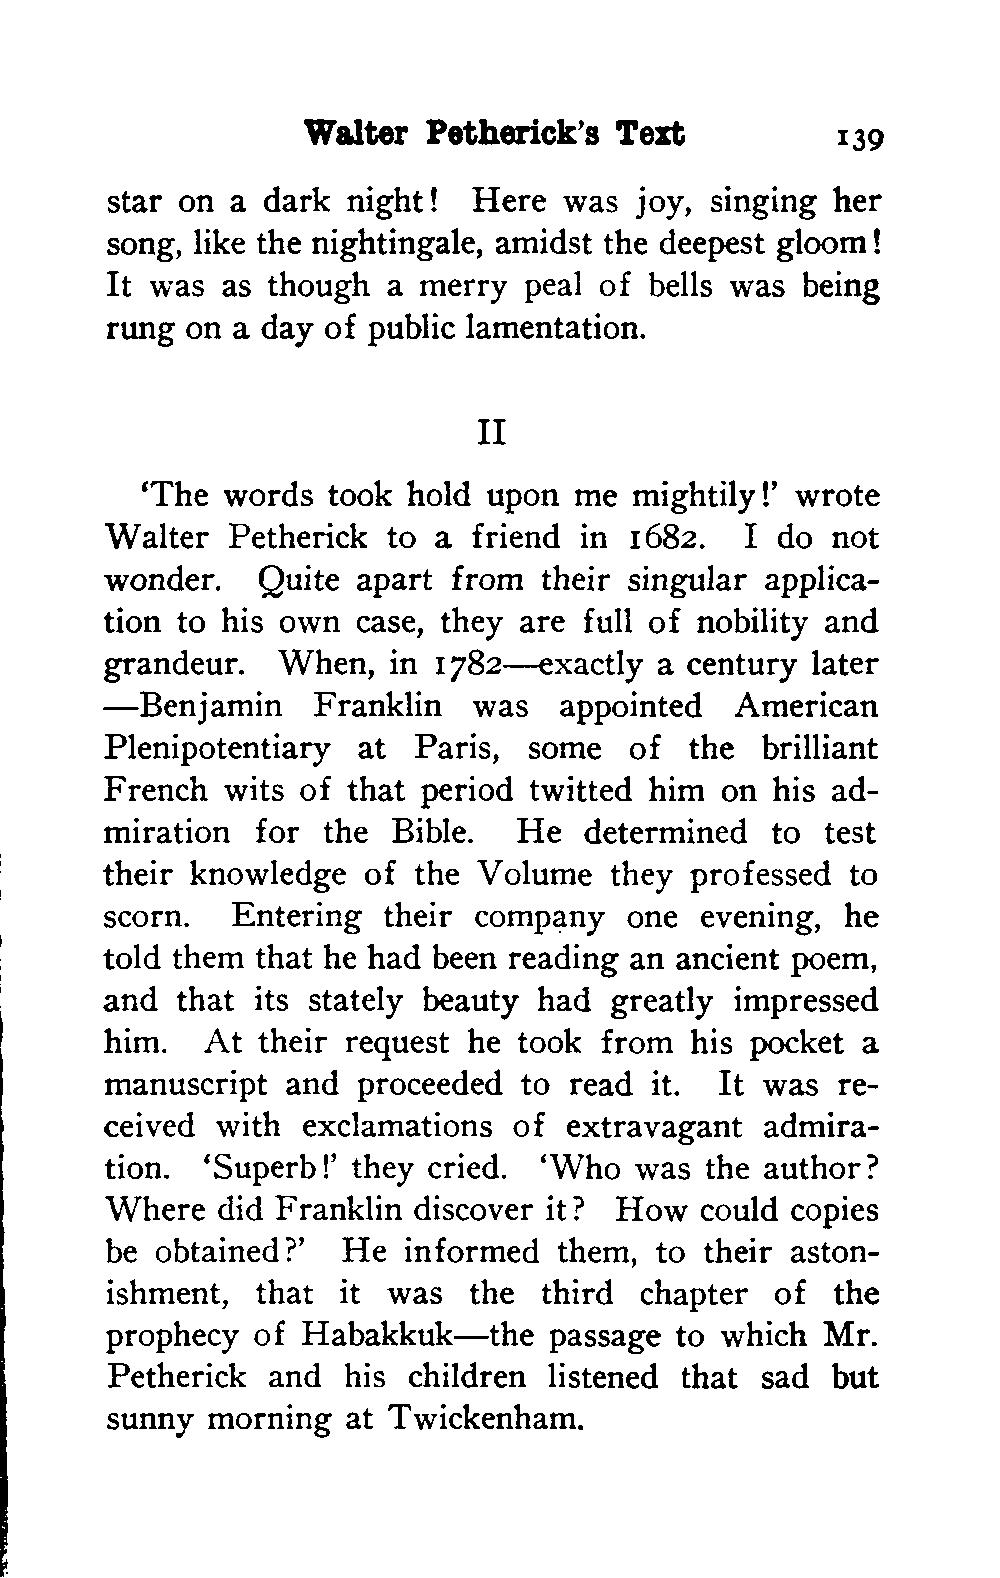 Walter Petherick's Text 139
star on a dark night! Here was joy, singing her
song, like the nightingale, amidst the deepest gloom!
It was as though a merry peal of bells was being
rung on a day of public lamentation.
II
'The words took hold upon me mightily!' wrote
Walter Petherick to a friend in 1682. I do not
wonder. Quite apart from their singular applica-
tion to his own case, they are full of nobility and
grandeur. When, in 1782—exactly a century later
—Benjamin Franklin was appointed American
Plenipotentiary at Paris, some of the brilliant
French wits of that period twitted him on his ad-
miration for the Bible. He determined to test
their knowledge of the Volume they professed to
scorn. Entering their company one evening, he
told them that he had been reading an ancient poem,
and that its stately beauty had greatly impressed
him. At their request he took from his pocket a
manuscript and proceeded to read it. It was re-
ceived with exclamations of extravagant admira-
tion. 'Superb!' they cried. 'Who was the author?
Where did Franklin discover it? How could copies
be obtained?' He informed them, to their aston-
ishment, that it was the third chapter of the
prophecy of Habakkuk—the passage to which Mr.
Petherick and his children listened that sad but
sunny morning at Twickenham.